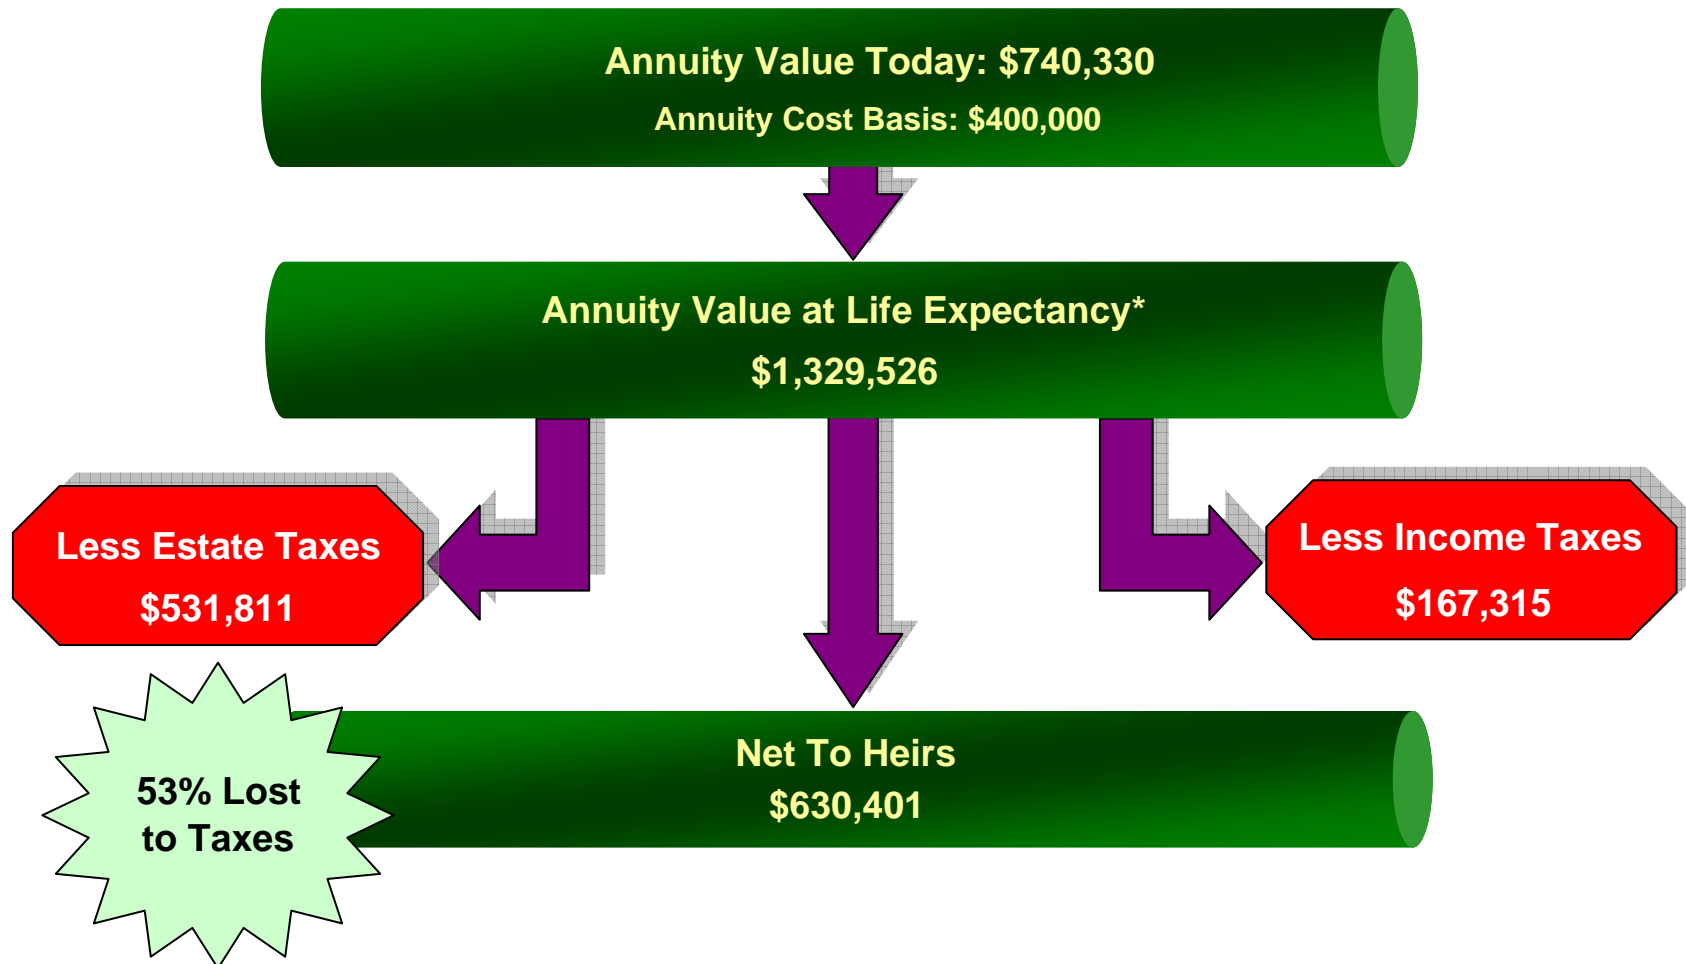 Annuity Value Today: $740,330
Annuity Cost Basis: $400,000
Annuity Value at Life Expectancy*
$1,329,526
Less Estate Taxes
$531,811
Less Income Taxes
$167,315
Net To Heirs
$630,401
53% Lost
to Taxes